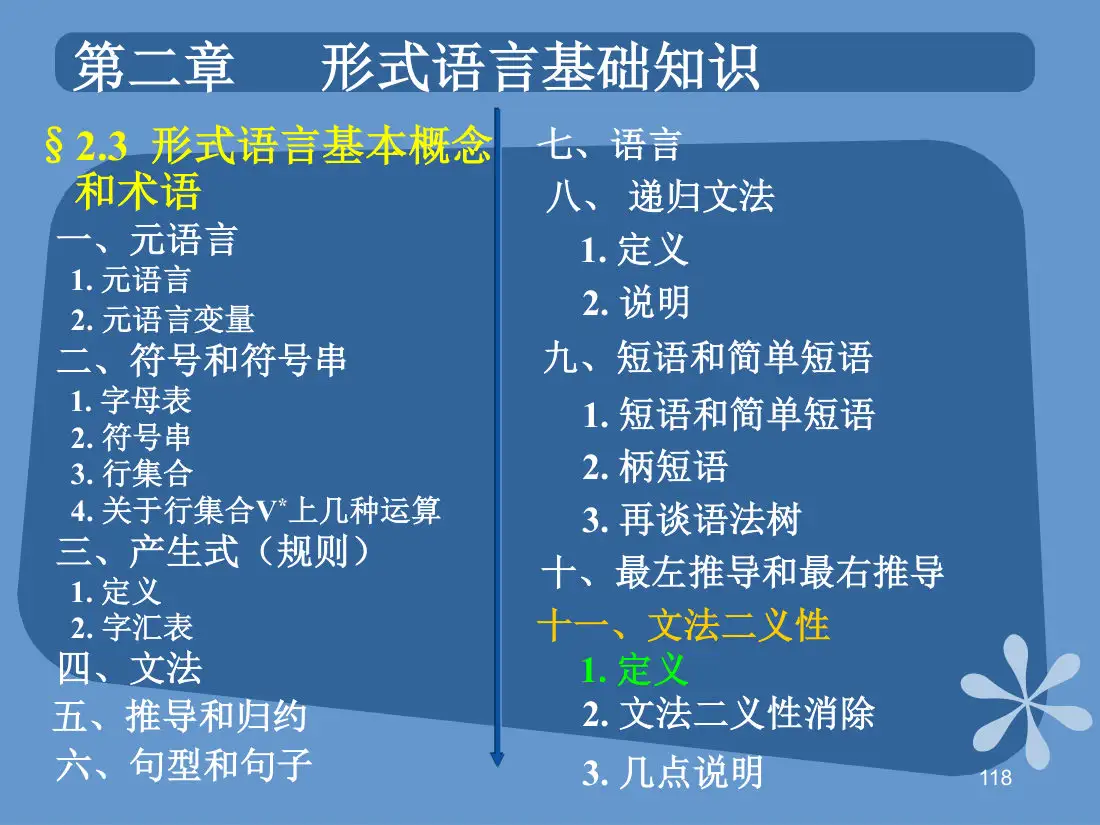 第二章 形式语言基础知识
§2.3 形式语言基本概念
和术语
一、元语言
1. 元语言
2. 元语言变量
二、符号和符号串
1. 字母表
2. 符号串
3. 行集合
4. 关于行集合V*上几种运算
三、产生式（规则）
1. 定义
2. 字汇表
四、文法
五、推导和归约
六、句型和句子
七、语言
八、 递归文法
1. 定义
2. 说明
九、短语和简单短语
1. 短语和简单短语
2. 柄短语
3. 再谈语法树
十、最左推导和最右推导
十一、文法二义性
1. 定义
2. 文法二义性消除
3. 几点说明
118